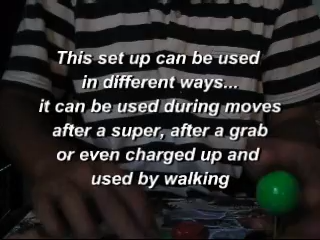 This set up can be used
in different ways...
it can be used during moves
after a super, after a grab
or even charged up and
used by walking